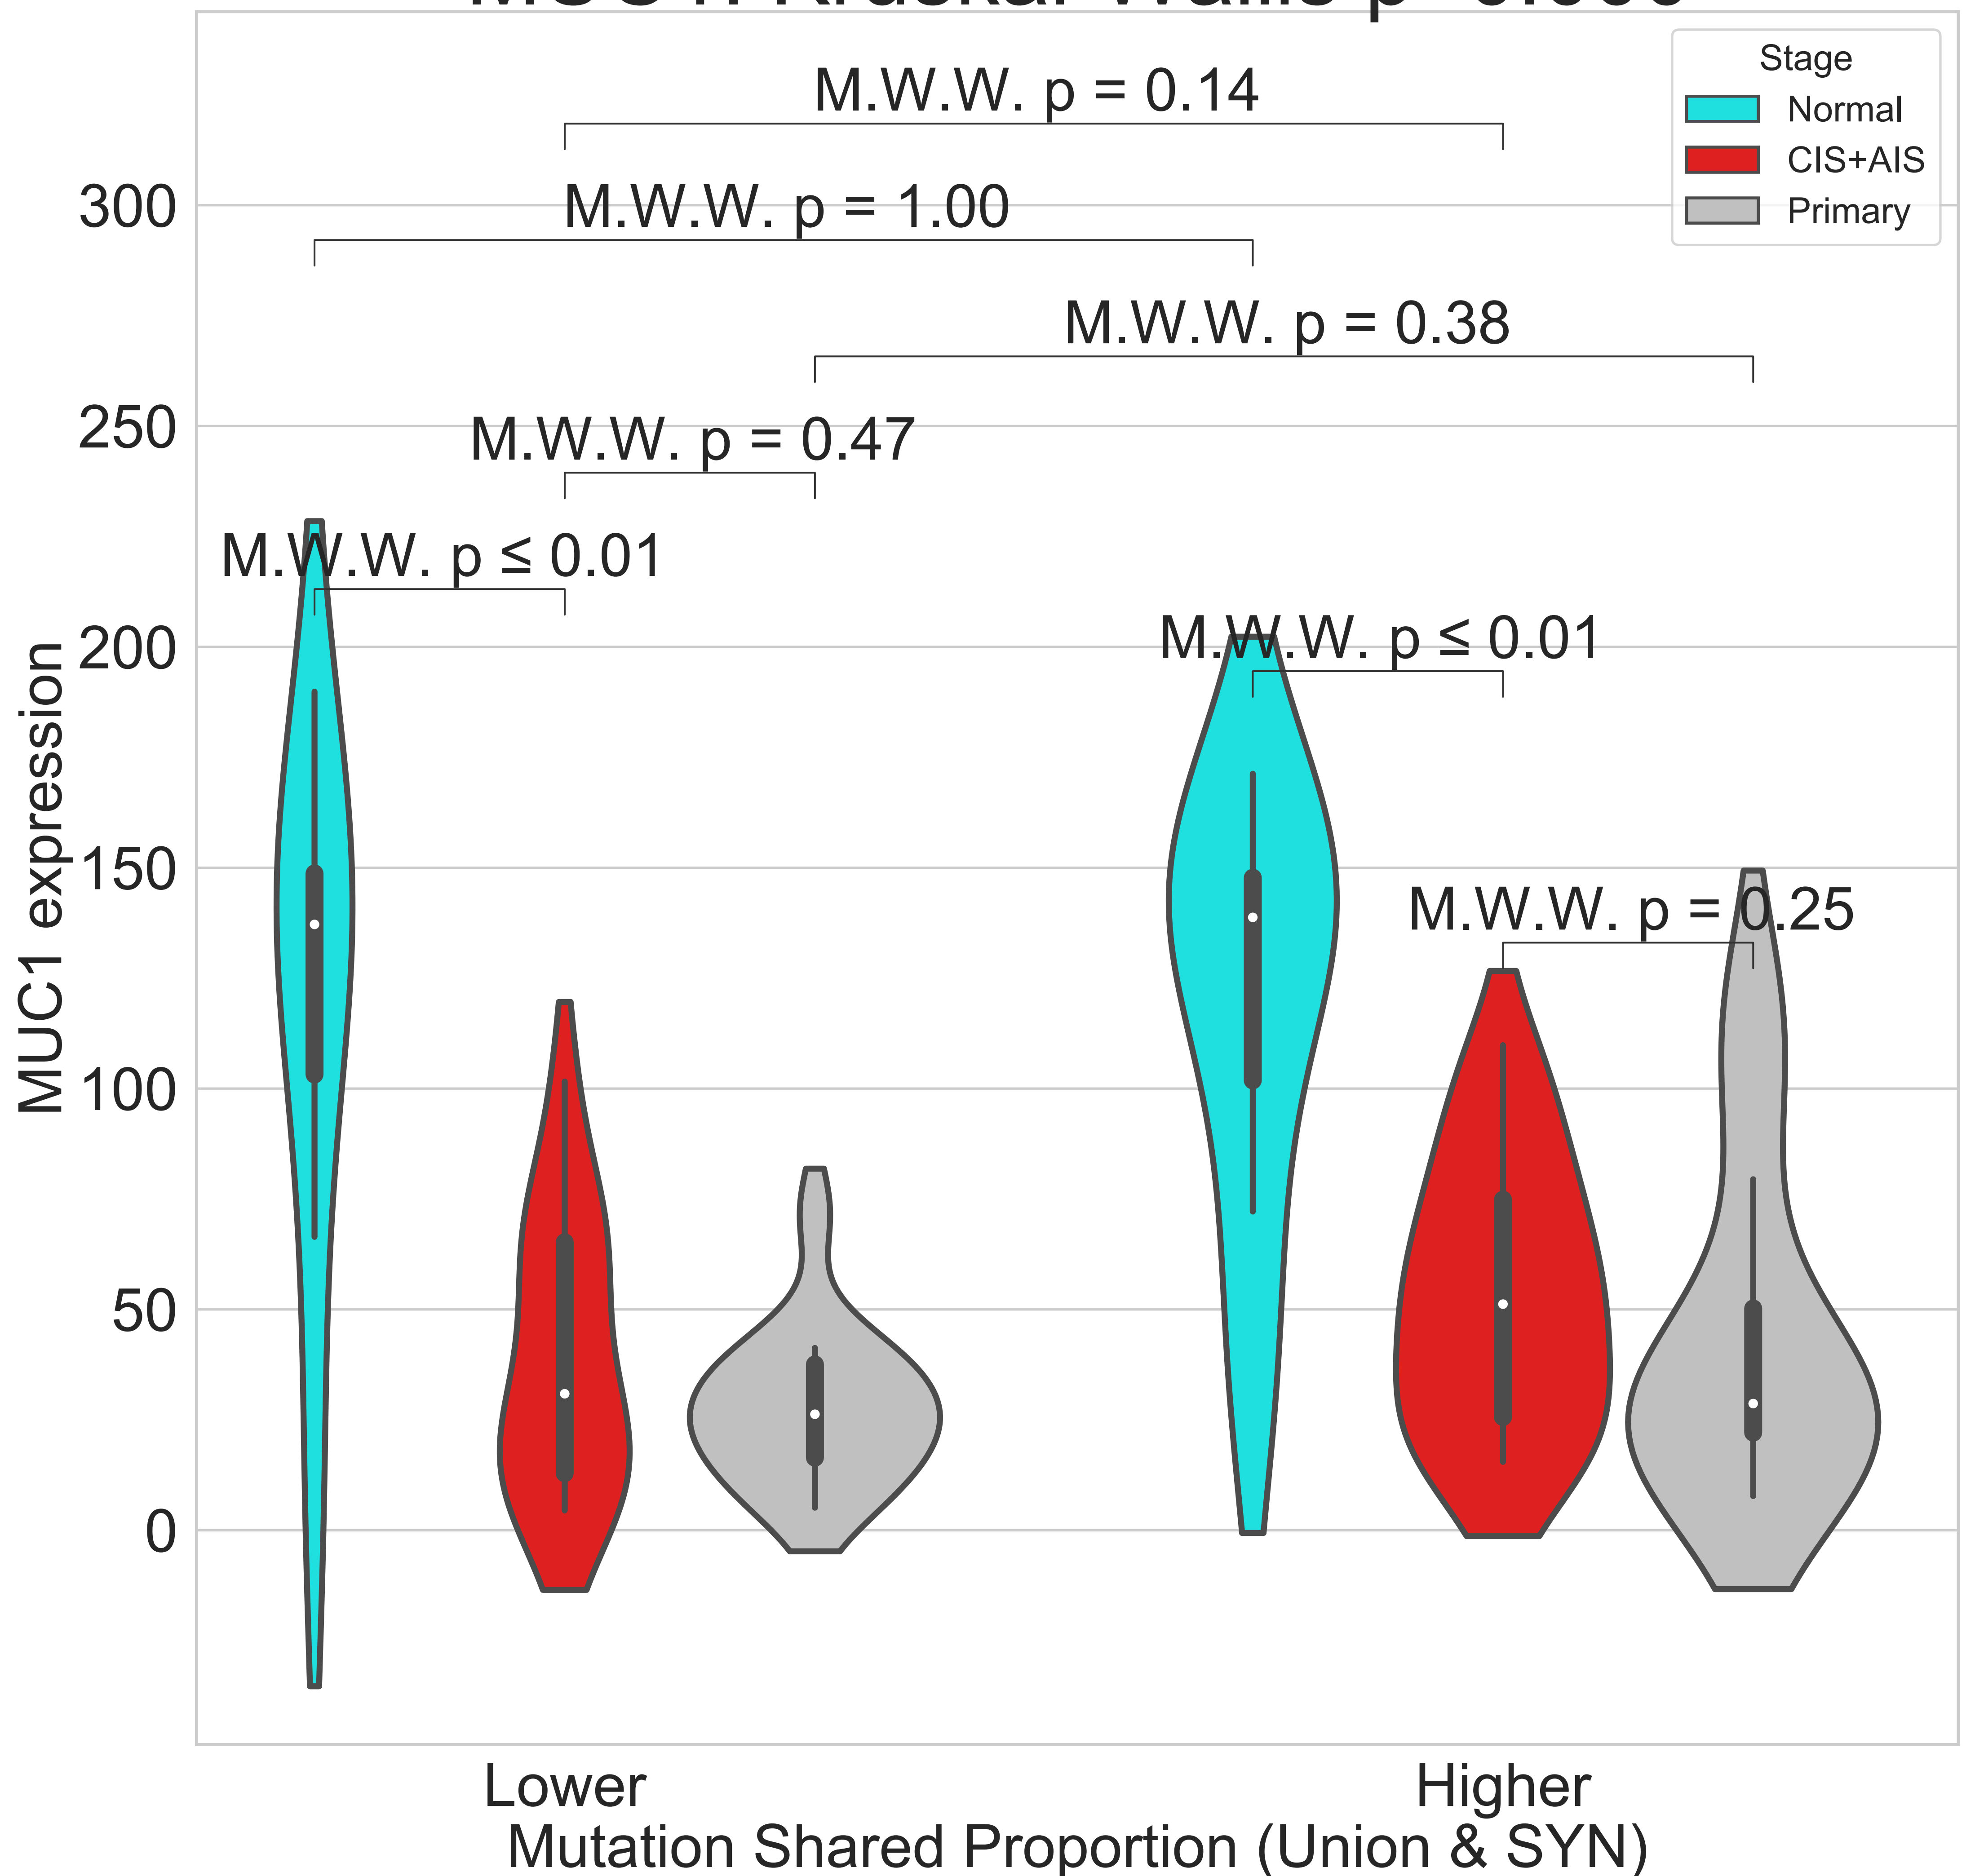 Stage
Normal
CIS+AIS
Primary
M.W.W. p = 0.14
M.W.W. p = 1.00
M.W.W. p = 0.38
M.W.W. p = 0.47
M.W.W. p ≤ 0.01
M.W.W. p ≤ 0.01
M.W.W. p = 0.25
300
250
200
150
100
50
0
MUC1 expression
Lower
Higher
Mutation Shared Proportion (Union & SYN)